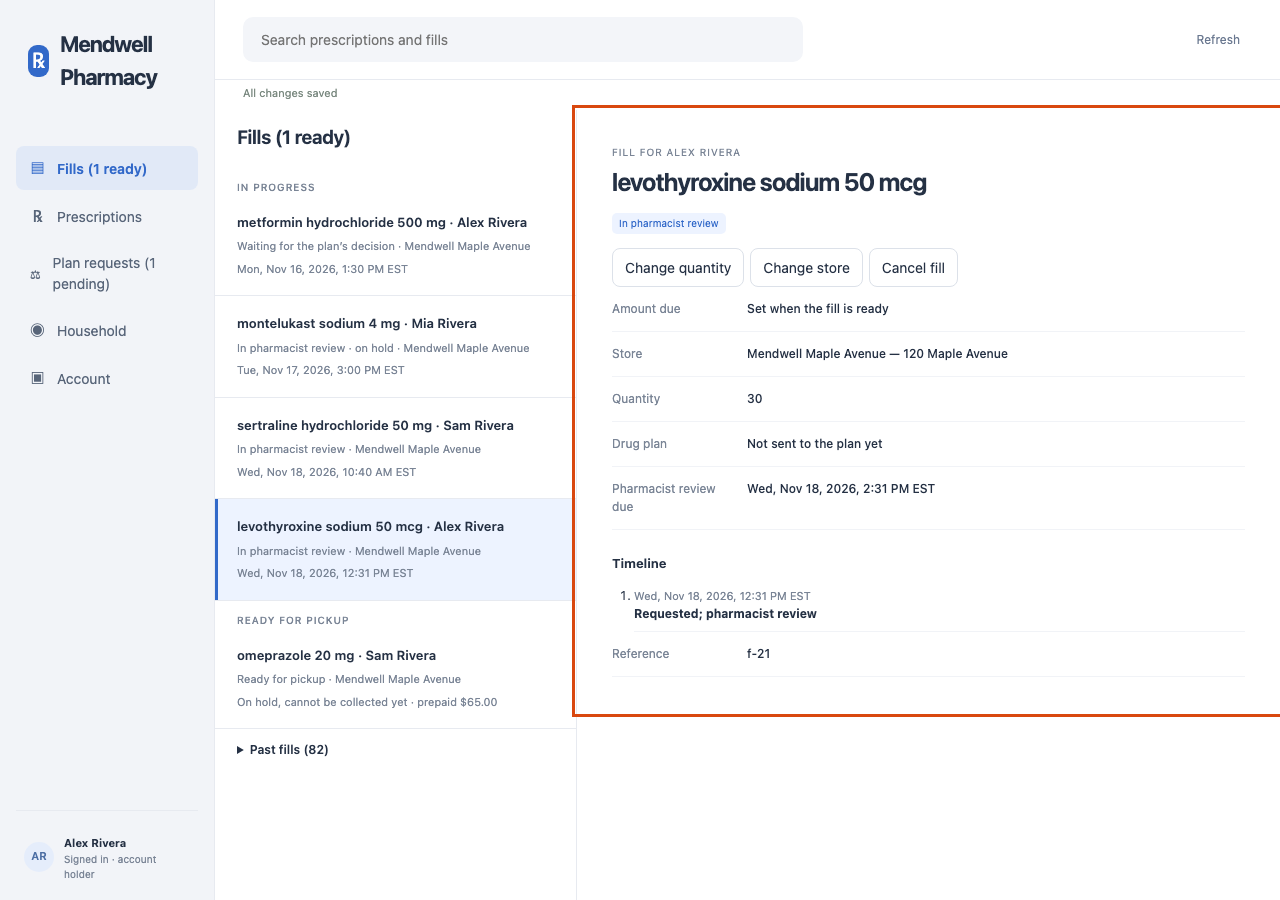 Mendwell
Pharmacy
Fills (1 ready)
Prescriptions
Plan requests (1
pending)
Household
Account
AR
Alex Rivera
Signed in · account
holder
Search prescriptions and fills
Refresh
All changes saved
Fills (1 ready)
IN PROGRESS
metformin hydrochloride 500 mg · Alex Rivera
Waiting for the plan’s decision · Mendwell Maple Avenue
Mon, Nov 16, 2026, 1:30 PM EST
montelukast sodium 4 mg · Mia Rivera
In pharmacist review · on hold · Mendwell Maple Avenue
Tue, Nov 17, 2026, 3:00 PM EST
sertraline hydrochloride 50 mg · Sam Rivera
In pharmacist review · Mendwell Maple Avenue
Wed, Nov 18, 2026, 10:40 AM EST
levothyroxine sodium 50 mcg · Alex Rivera
In pharmacist review · Mendwell Maple Avenue
Wed, Nov 18, 2026, 12:31 PM EST
READY FOR PICKUP
omeprazole 20 mg · Sam Rivera
Ready for pickup · Mendwell Maple Avenue
On hold, cannot be collected yet · prepaid $65.00
Past fills (82)
FILL FOR ALEX RIVERA
levothyroxine sodium 50 mcg
In pharmacist review
Change quantity Change store Cancel fill
Amount due Set when the fill is ready
Store Mendwell Maple Avenue — 120 Maple Avenue
Quantity 30
Drug plan Not sent to the plan yet
Pharmacist review due Wed, Nov 18, 2026, 2:31 PM EST
Timeline
1. Wed, Nov 18, 2026, 12:31 PM EST
Requested; pharmacist review
Reference f-21